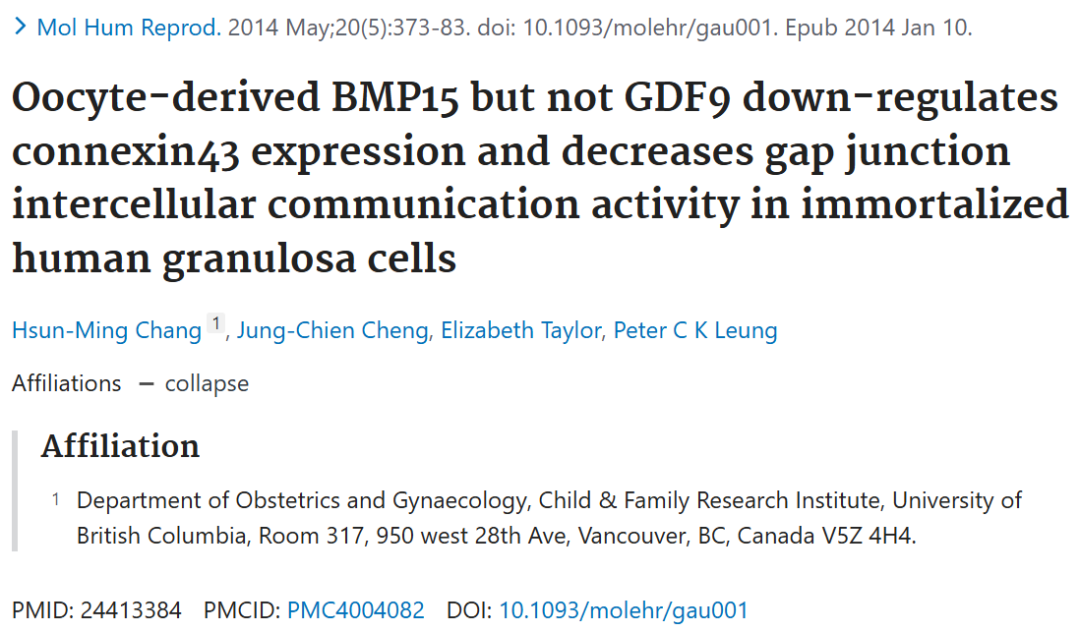 > Mol Hum Reprod. 2014 May;20(5):373-83. doi: 10.1093/molehr/gau001. Epub 2014 Jan 10.
Oocyte-derived BMP15 but not GDF9 down-regulates
connexin43 expression and decreases gap junction
intercellular communication activity in immortalized
human granulosa cells
Hsun-Ming Chang 1, Jung-Chien Cheng, Elizabeth Taylor, Peter C K Leung
Affiliations — collapse
Affiliation
1 Department of Obstetrics and Gynaecology, Child & Family Research Institute, University of
British Columbia, Room 317, 950 west 28th Ave, Vancouver, BC, Canada V5Z 4H4.
PMID: 24413384 PMCID: PMC4004082 DOI: 10.1093/molehr/gau001